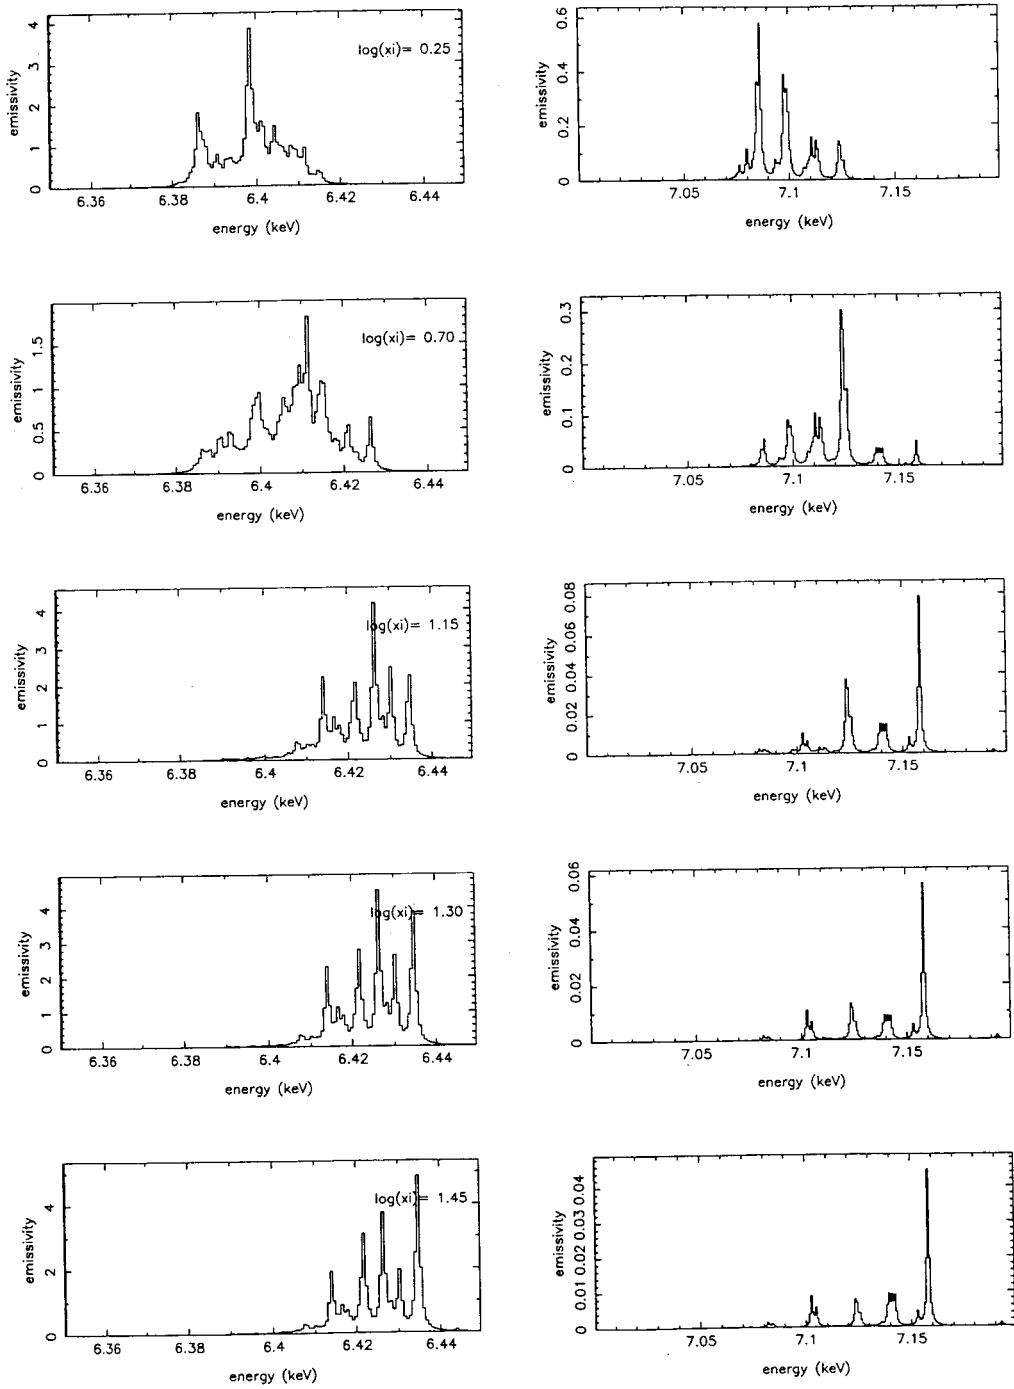 4
3
2
1
0
emissivity
log(xi)= 0.25
6.36 6.38 6.4 6.42 6.44
energy (keV)
0.6
0.4
0.2
0
emissivity
7.05 7.1 7.15
energy (keV)
1.5
1
0.5
0
emissivity
log(xi)= 0.70
6.36 6.38 6.4 6.42 6.44
energy (keV)
0.3
0.2
0.1
0
emissivity
7.05 7.1 7.15
energy (keV)
4
3
2
1
0
emissivity
log(xi)= 1.15
6.36 6.38 6.4 6.42 6.44
energy (keV)
0.08
0.06
0.04
0.02
0
emissivity
7.05 7.1 7.15
energy (keV)
4
3
2
1
0
emissivity
log(xi)= 1.30
6.36 6.38 6.4 6.42 6.44
energy (keV)
0.06
0.04
0.02
0
emissivity
7.05 7.1 7.15
energy (keV)
4
2
0
emissivity
log(xi)= 1.45
6.36 6.38 6.4 6.42 6.44
energy (keV)
0.04
0.03
0.02
0.01
0
emissivity
7.05 7.1 7.15
energy (keV)